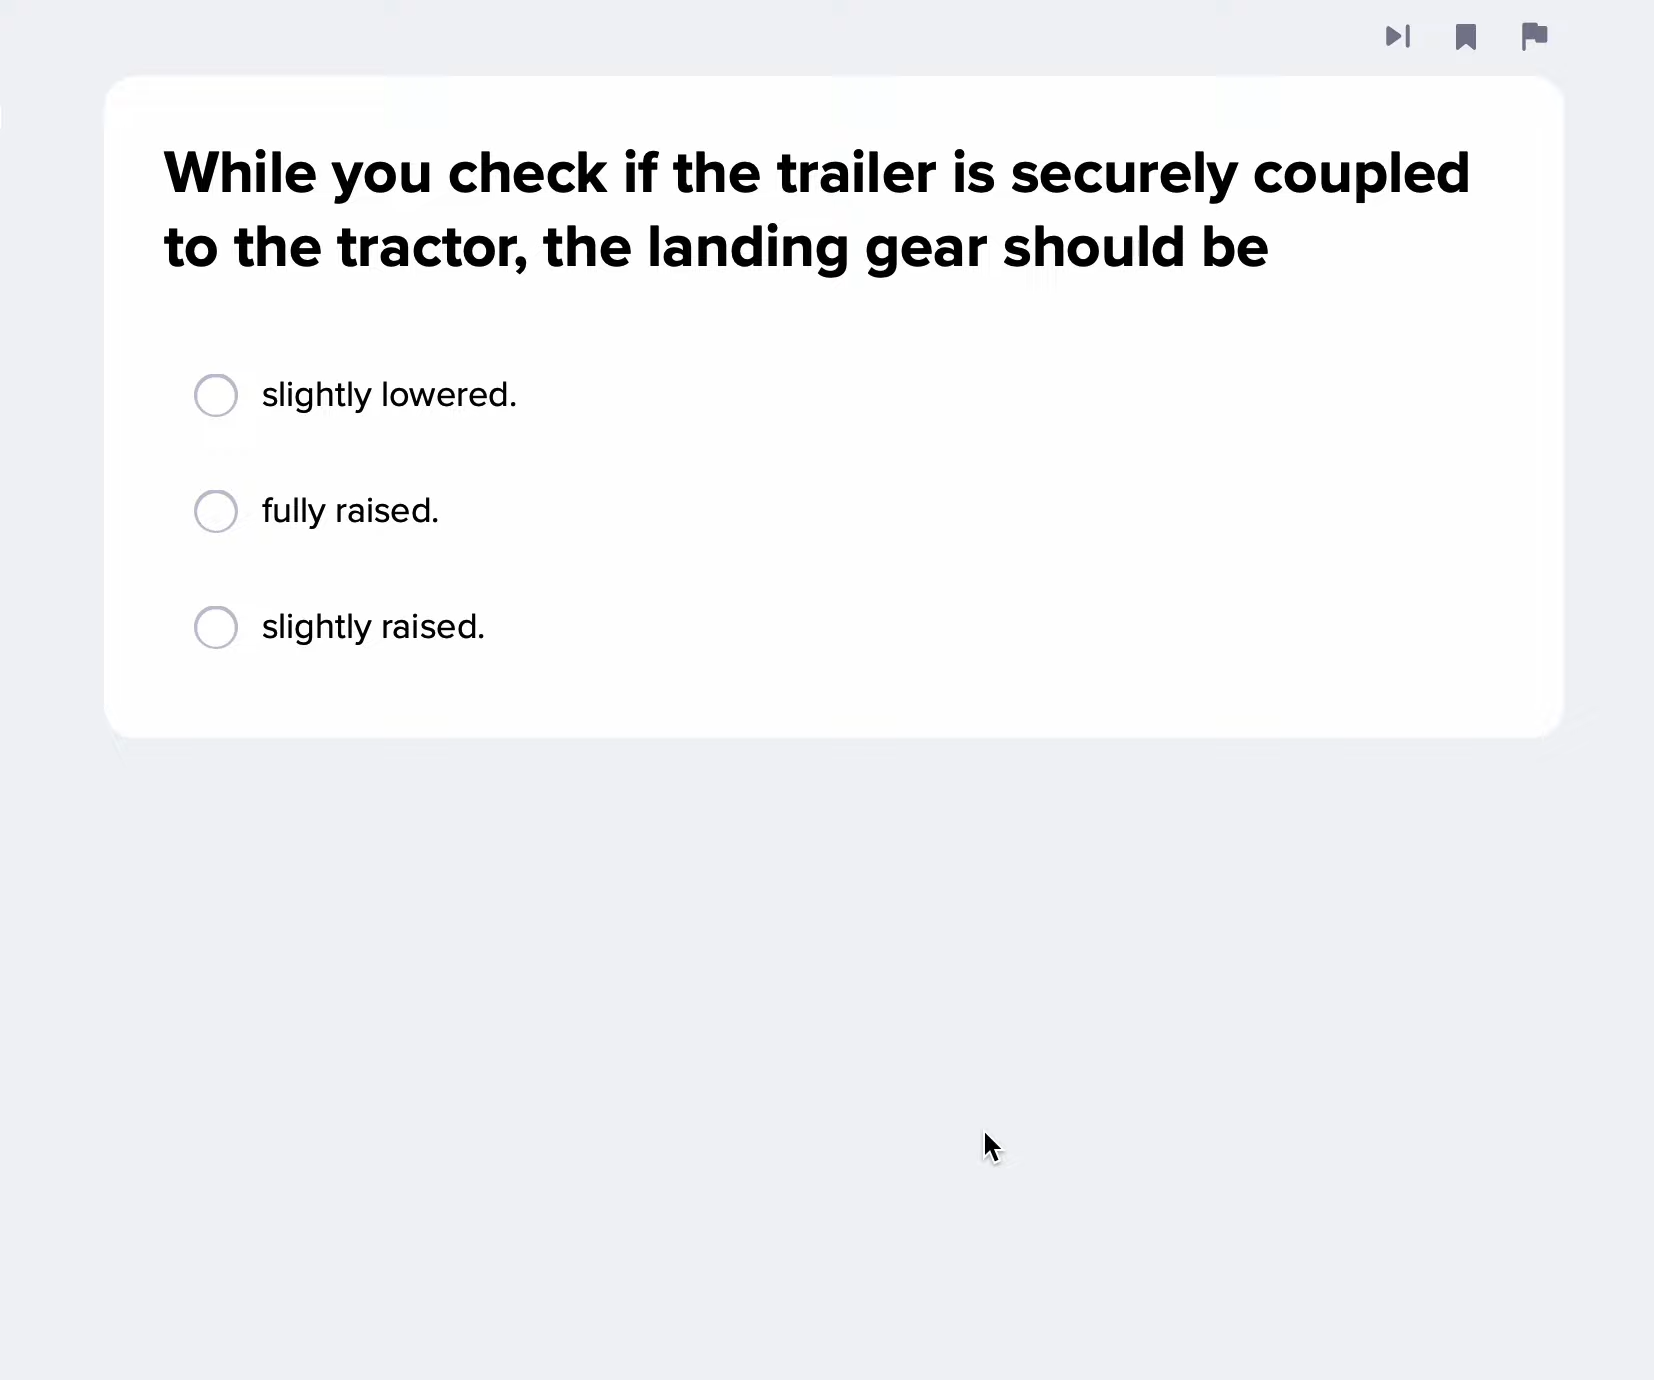 While you check if the trailer is securely coupled
to the tractor, the landing gear should be
slightly lowered.
fully raised.
slightly raised.